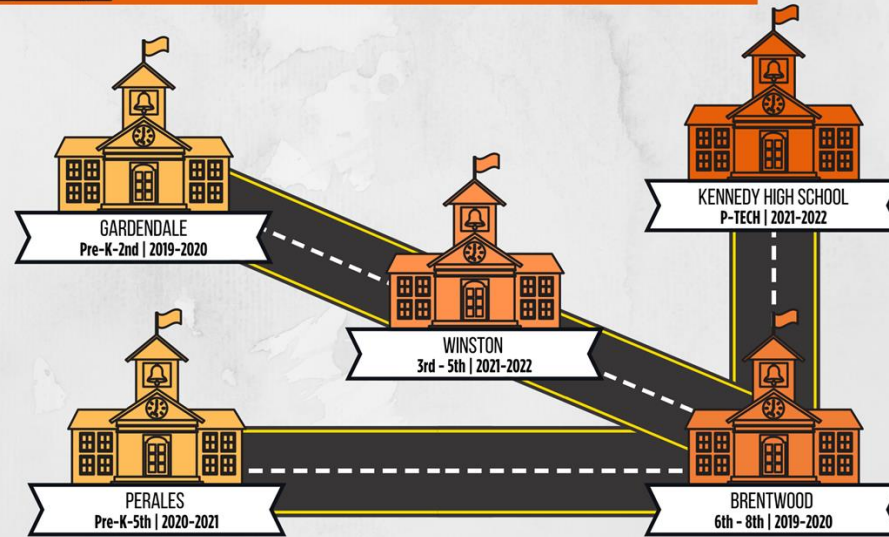 GARDENDALE
Pre-K-2nd | 2019-2020
KENNEDY HIGH SCHOOL
P-TECH | 2021-2022
WINSTON
3rd - 5th | 2021-2022
PERALES
Pre-K-5th | 2020-2021
BRENTWOOD
6th - 8th | 2019-2020